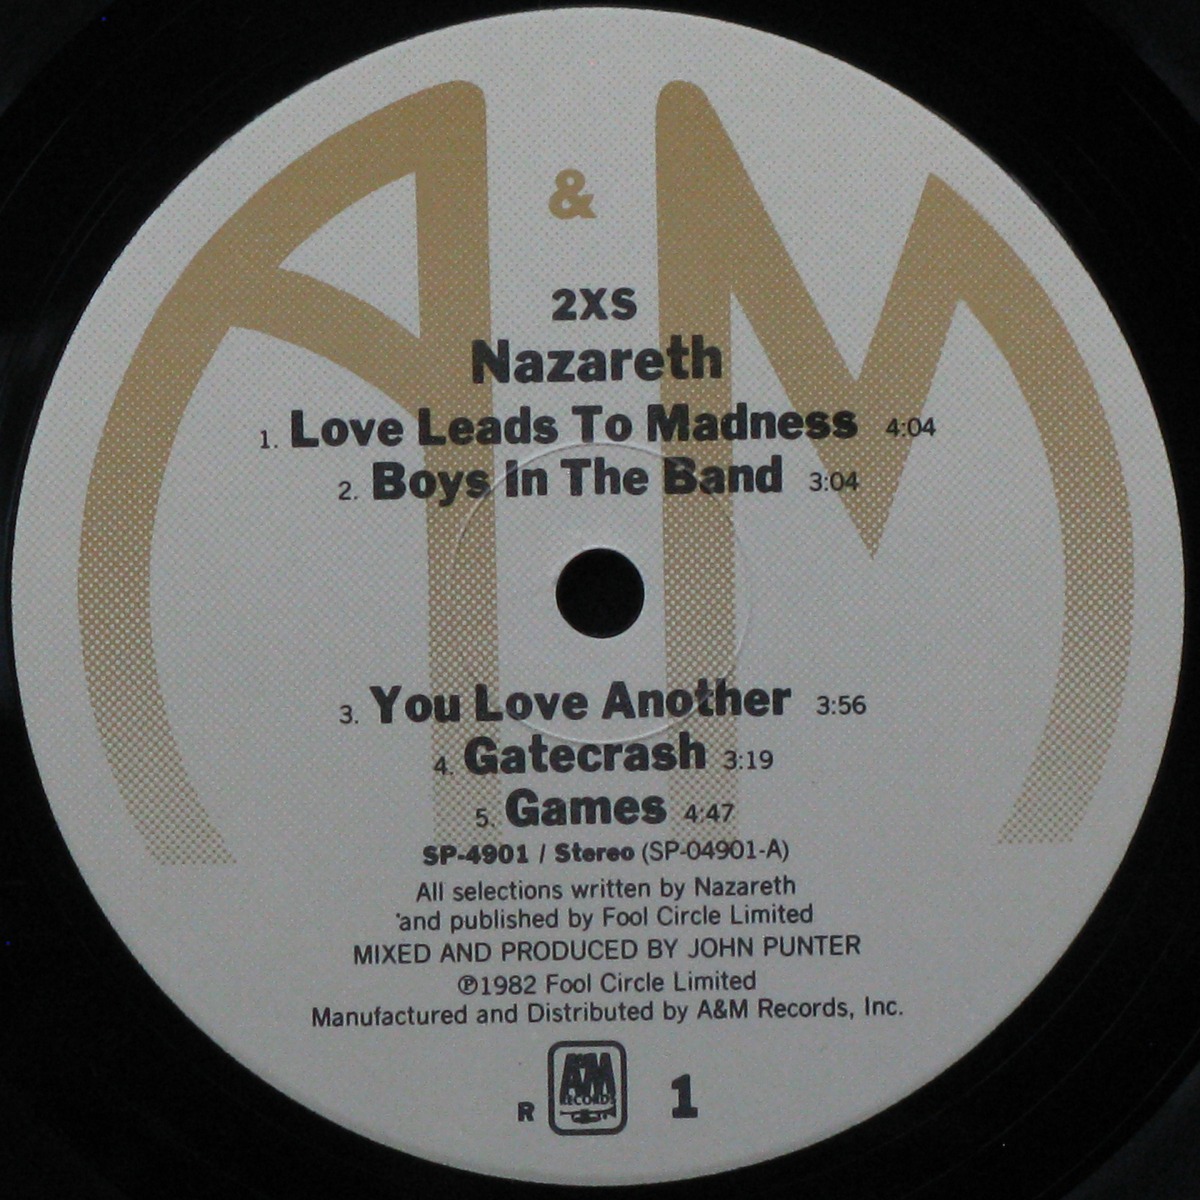 A & M
2XS
Nazareth
1. Love Leads To Madness 4:04
2. Boys In The Band 3:04
3. You Love Another 3:56
4. Gatecrash 3:19
5. Games 4:47
SP-4901 / Stereo (SP-04901-A)
All selections written by Nazareth
and published by Fool Circle Limited
MIXED AND PRODUCED BY JOHN PUNTER
℗1982 Fool Circle Limited
Manufactured and Distributed by A&M Records, Inc.
R A&M RECORDS 1